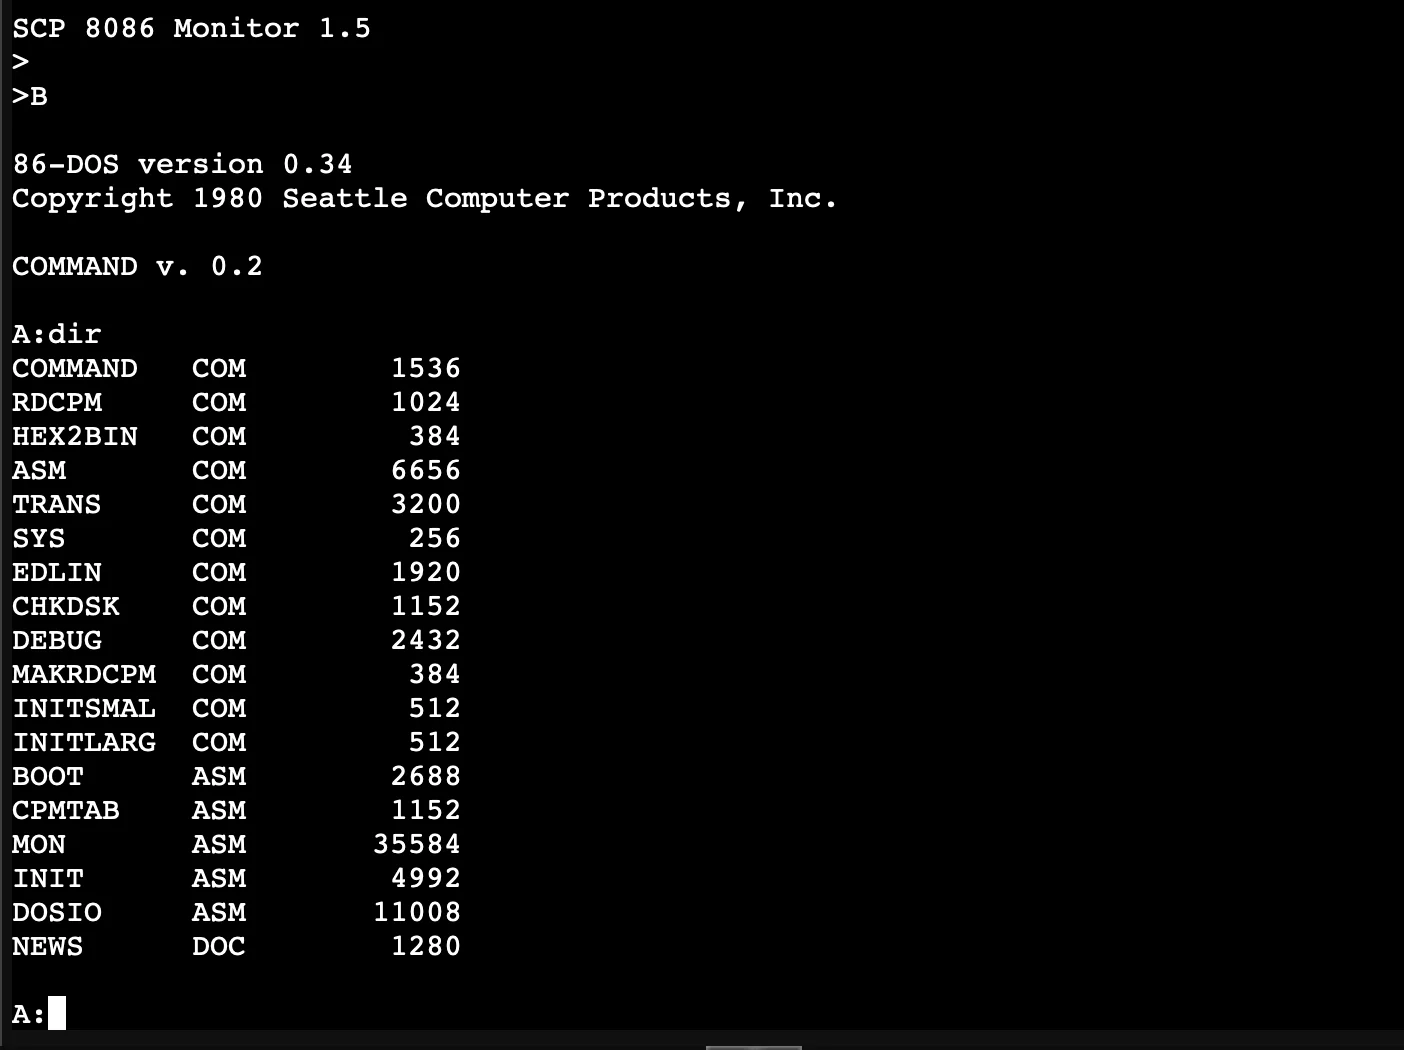 SCP 8086 Monitor 1.5
>
>B
86-DOS version 0.34
Copyright 1980 Seattle Computer Products, Inc.
COMMAND v. 0.2
A:dir
COMMAND   COM        1536
RDCPM     COM        1024
HEX2BIN   COM         384
ASM       COM        6656
TRANS     COM        3200
SYS       COM         256
EDLIN     COM        1920
CHKDSK    COM        1152
DEBUG     COM        2432
MAKRDCPM  COM         384
INITSMAL  COM         512
INITLARG  COM         512
BOOT      ASM        2688
CPMTAB    ASM        1152
MON       ASM       35584
INIT      ASM        4992
DOSIO     ASM       11008
NEWS      DOC        1280
A: